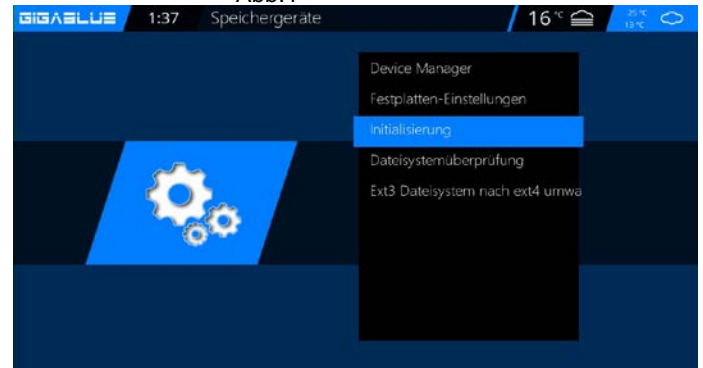 GIGABLUE 1:37 Speichergeräte 16 °C 25 °C
13 °C
Device Manager
Festplatten-Einstellungen
Initialisierung
Dateisystemüberprüfung
Ext3 Dateisystem nach ext4 umwa